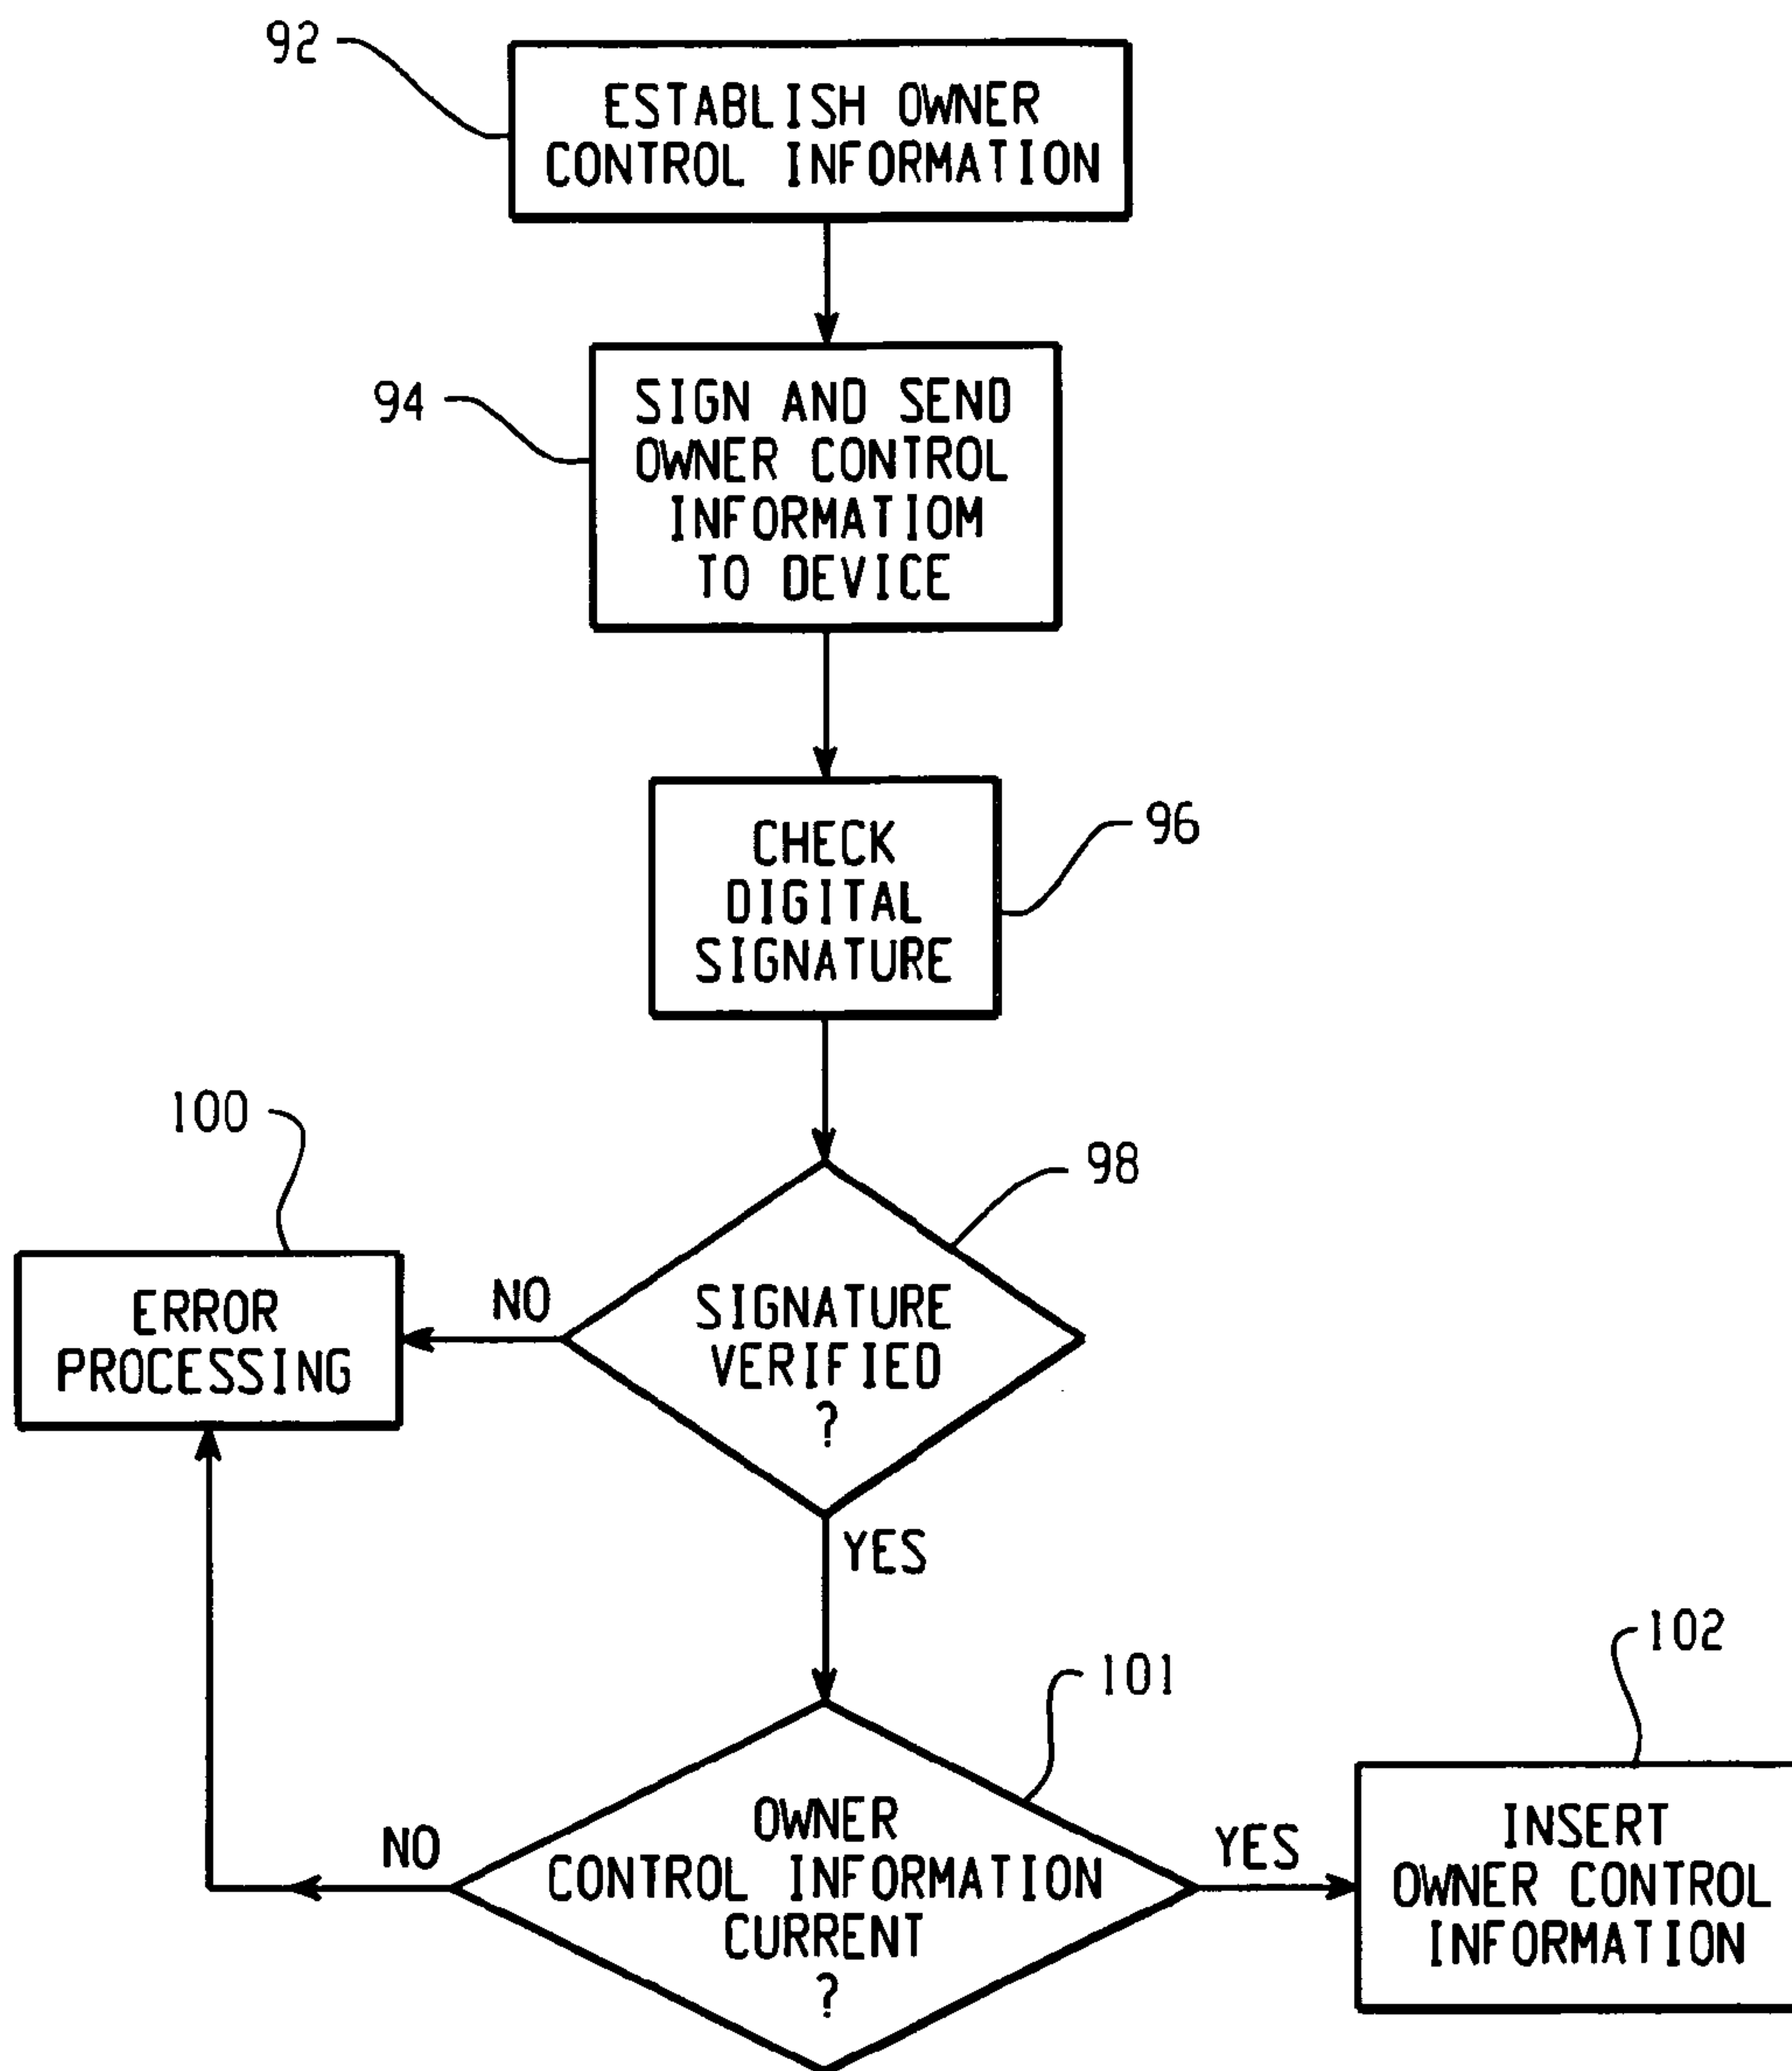 92
ESTABLISH OWNER
CONTROL INFORMATION
94
SIGN AND SEND
OWNER CONTROL
INFORMATIOM
TO DEVICE
CHECK
DIGITAL
SIGNATURE
96
100
98
ERROR
PROCESSING
NO
SIGNATURE
VERIFIED
?
YES
101
102
NO
OWNER
CONTROL INFORMATION
CURRENT
?
YES
INSERT
OWNER CONTROL
INFORMATION